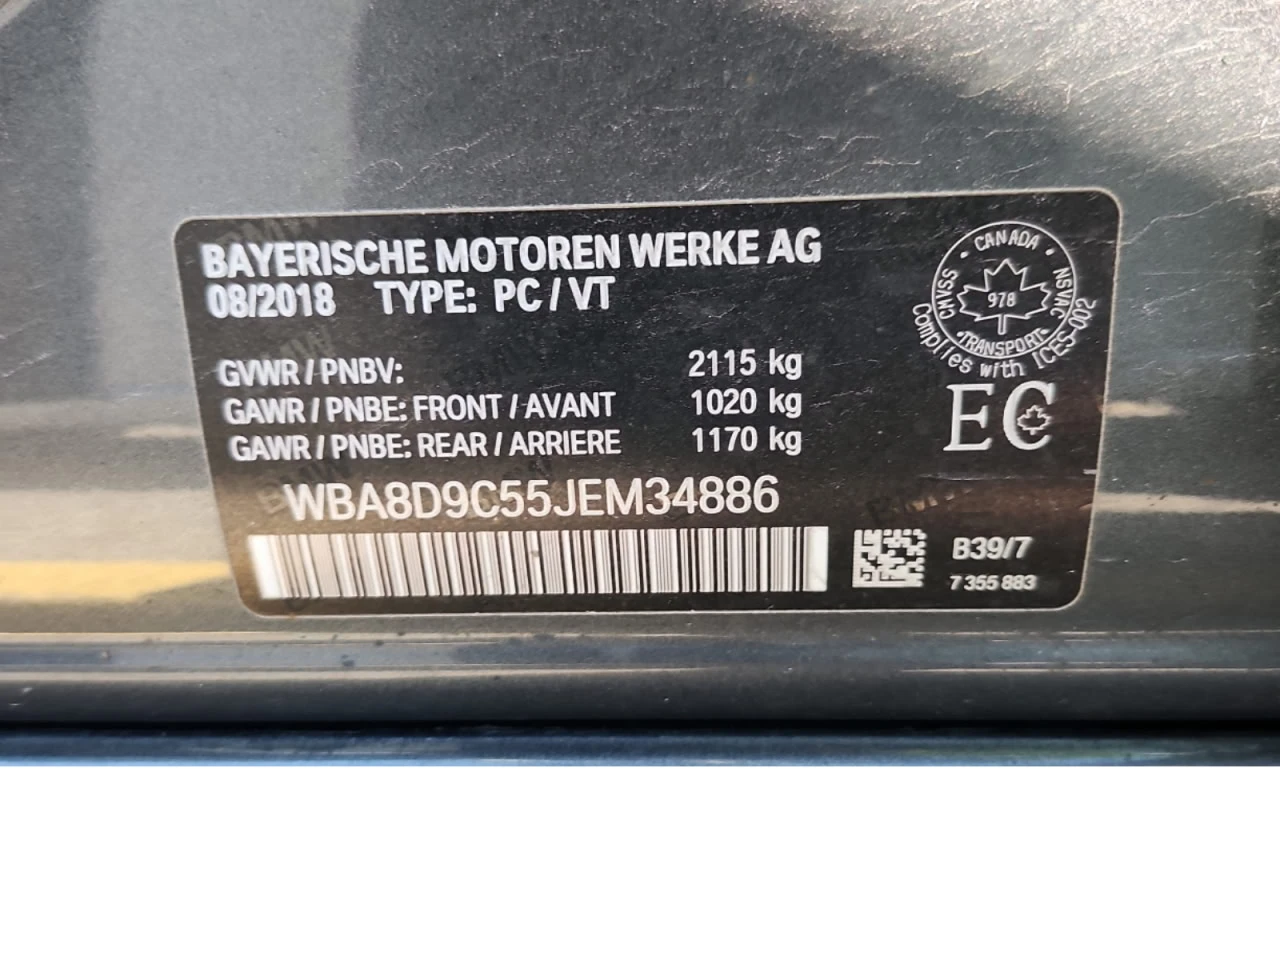 BAYERISCHE MOTOREN WERKE AG
08/2018 TYPE: PC / VT
GVWR / PNBV: 2115 kg
GAWR / PNBE: FRONT / AVANT 1020 kg
GAWR / PNBE: REAR / ARRIERE 1170 kg
WBA8D9C55JEM34886
CANADA
CMVSS
NSVAC
978
TRANSPORT
Complies with ICES-002
EC
B39/7
7 355 883